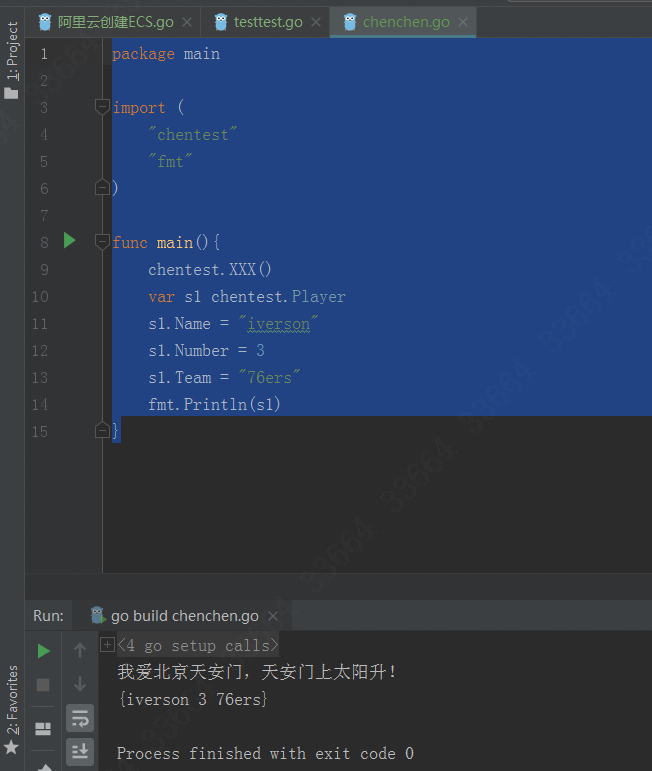 阿里云创建ECS.go testtest.go chenchen.go
1: Project
1 package main
2
3 import (
4 "chentest"
5 "fmt"
6 )
7
8 func main(){
9 chentest.XXX()
10 var s1 chentest.Player
11 s1.Name = "iverson"
12 s1.Number = 3
13 s1.Team = "76ers"
14 fmt.Println(s1)
15 }
33664 33664 33664 33664
Run: go build chenchen.go
2: Favorites
<4 go setup calls>
我爱北京天安门，天安门上太阳升！
{iverson 3 76ers}
Process finished with exit code 0